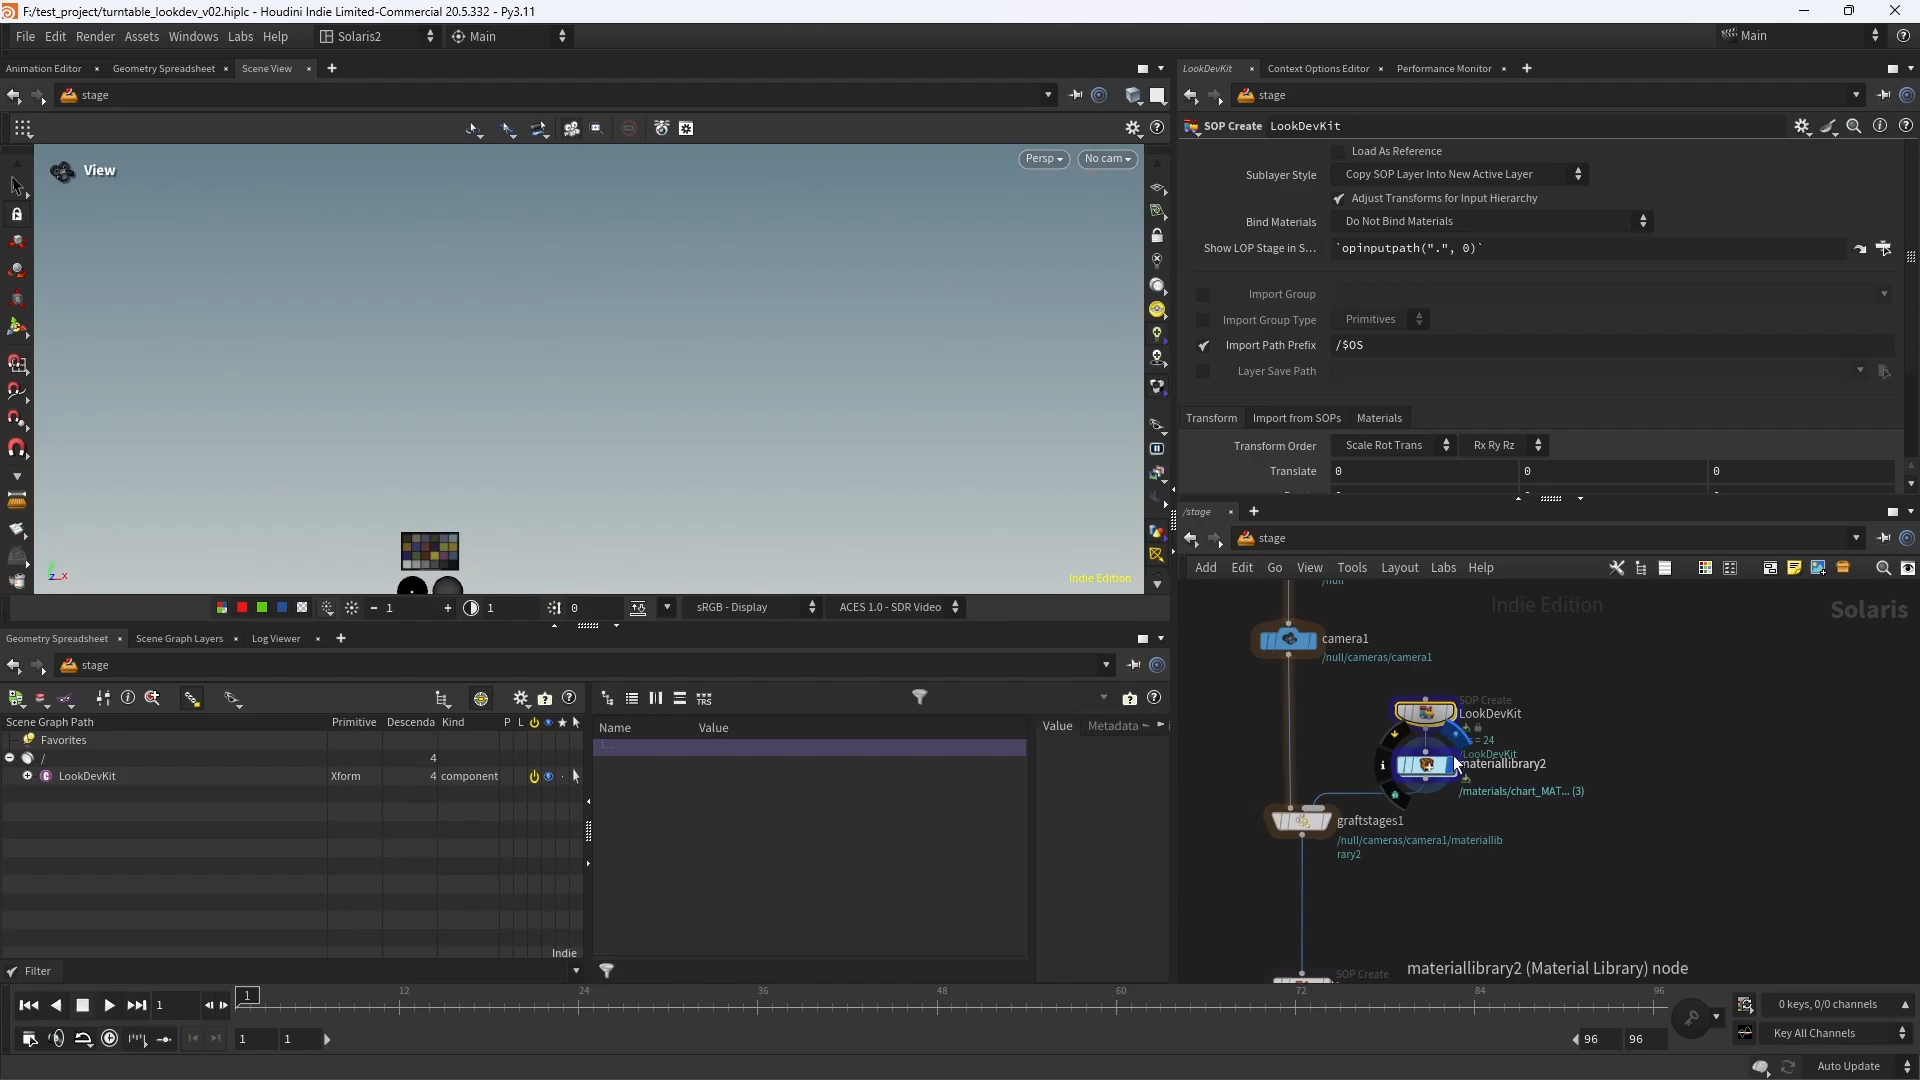 F:/test_project/turntable_lookdev_v02.hiplc - Houdini Indie Limited-Commercial 20.5.332 - Py3.11
File Edit Render Assets Windows Labs Help Solaris2 Main Main
Animation Editor Geometry Spreadsheet Scene View
stage
View
Persp No cam
Indie Edition
1 1 0 sRGB - Display ACES 1.0 - SDR Video
LookDevKit Context Options Editor Performance Monitor
stage
SOP Create LookDevKit
Load As Reference
Sublayer Style Copy SOP Layer Into New Active Layer
Adjust Transforms for Input Hierarchy
Bind Materials Do Not Bind Materials
Show LOP Stage in S... `opinputpath(".", 0)`
Import Group
Import Group Type Primitives
Import Path Prefix /$OS
Layer Save Path
Transform Import from SOPs Materials
Transform Order Scale Rot Trans Rx Ry Rz
Translate 0 0 0
/stage
stage
Add Edit Go View Tools Layout Labs Help
Indie Edition Solaris
/null
camera1
/null/cameras/camera1
SOP Create
LookDevKit
= 24
/LookDevKit
materiallibrary2
/materials/chart_MAT... (3)
graftstages1
/null/cameras/camera1/materiallib
rary2
SOP Create
materiallibrary2 (Material Library) node
Geometry Spreadsheet Scene Graph Layers Log Viewer
stage
Scene Graph Path Primitive Descenda Kind P L
Favorites
/ 4
LookDevKit Xform 4 component
Indie
Filter
TRS
Name Value
Value Metadata
1 1 12 24 36 48 60 72 84 96
1 1 96 96
0 keys, 0/0 channels
Key All Channels
Auto Update